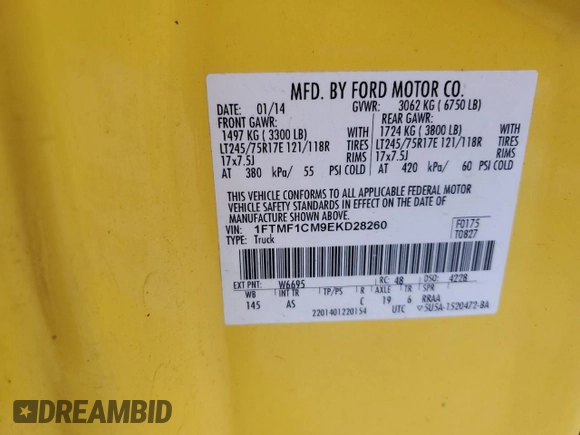 MFD. BY FORD MOTOR CO.
DATE: 01/14 GVWR: 3062 KG ( 6750 LB)
FRONT GAWR: REAR GAWR:
1497 KG ( 3300 LB) WITH 1724 KG ( 3800 LB) WITH
LT245/75R17E 121/118R TIRES LT245/75R17E 121/118R TIRES
17x7.5J RIMS 17x7.5J RIMS
AT 380 kPa/ 55 PSI COLD AT 420 kPa/ 60 PSI COLD
THIS VEHICLE CONFORMS TO ALL APPLICABLE FEDERAL MOTOR
VEHICLE SAFETY STANDARDS IN EFFECT ON THE DATE OF
MANUFACTURE SHOWN ABOVE.
VIN: 1FTMF1CM9EKD28260 F0175
TYPE: Truck T0827
EXT PNT: W6695 RC: 48 DSO: 4228
WB INT TR TP/PS R AXLE TR SPR
145 AS C 19 6 RRAA
2201401220154 UTC 5U5A-1520472-BA
DREAMBID